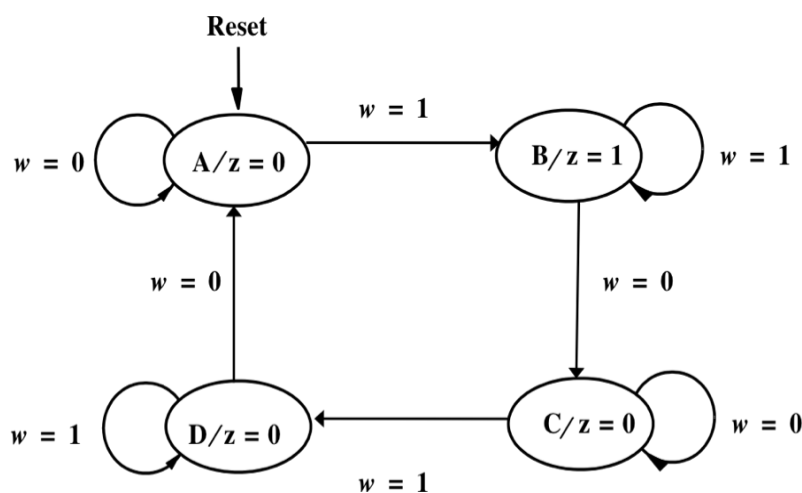 Reset
w = 1
w = 0
A/z = 0
B/z = 1
w = 1
w = 0
w = 0
w = 1
D/z = 0
C/z = 0
w = 0
w = 1